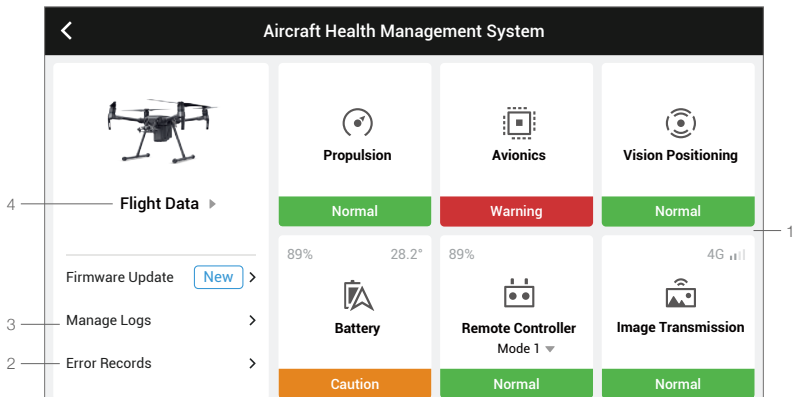 Aircraft Health Management System
Propulsion
Normal
Avionics
Warning
Vision Positioning
Normal
4
Flight Data
1
Firmware Update New
3
Manage Logs
2
Error Records
89% 28.2°
Battery
Caution
89%
Remote Controller
Mode 1
Normal
4G
Image Transmission
Normal